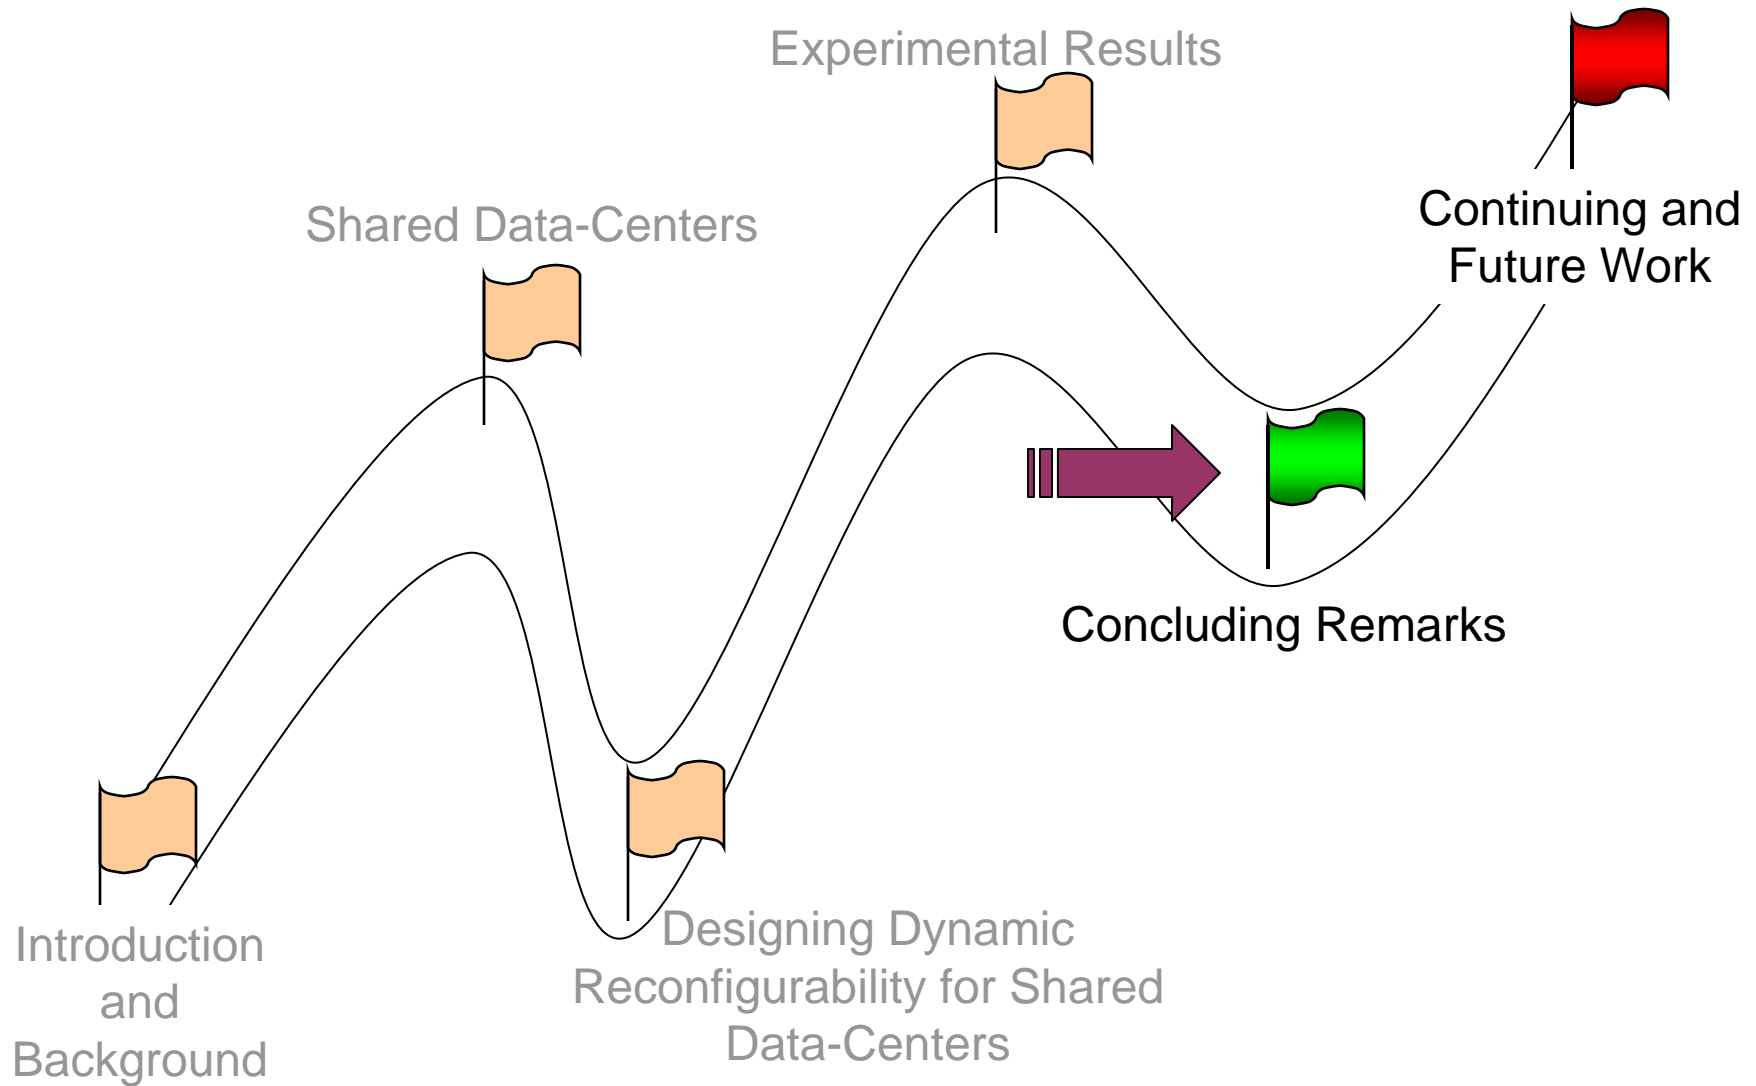 Experimental Results
Continuing and
Future Work
Shared Data-Centers
Concluding Remarks
Introduction
and
Background
Designing Dynamic
Reconfigurability for Shared
Data-Centers